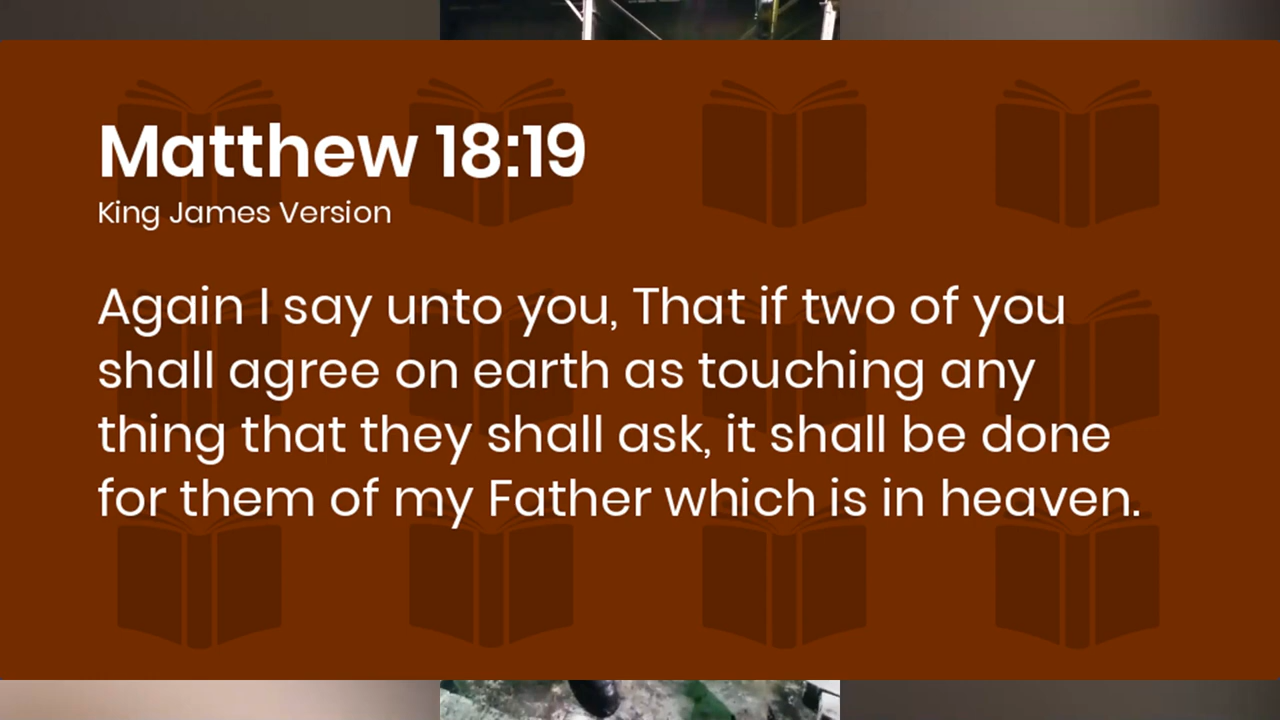 Matthew 18:19
King James Version
Again I say unto you, That if two of you
shall agree on earth as touching any
thing that they shall ask, it shall be done
for them of my Father which is in heaven.